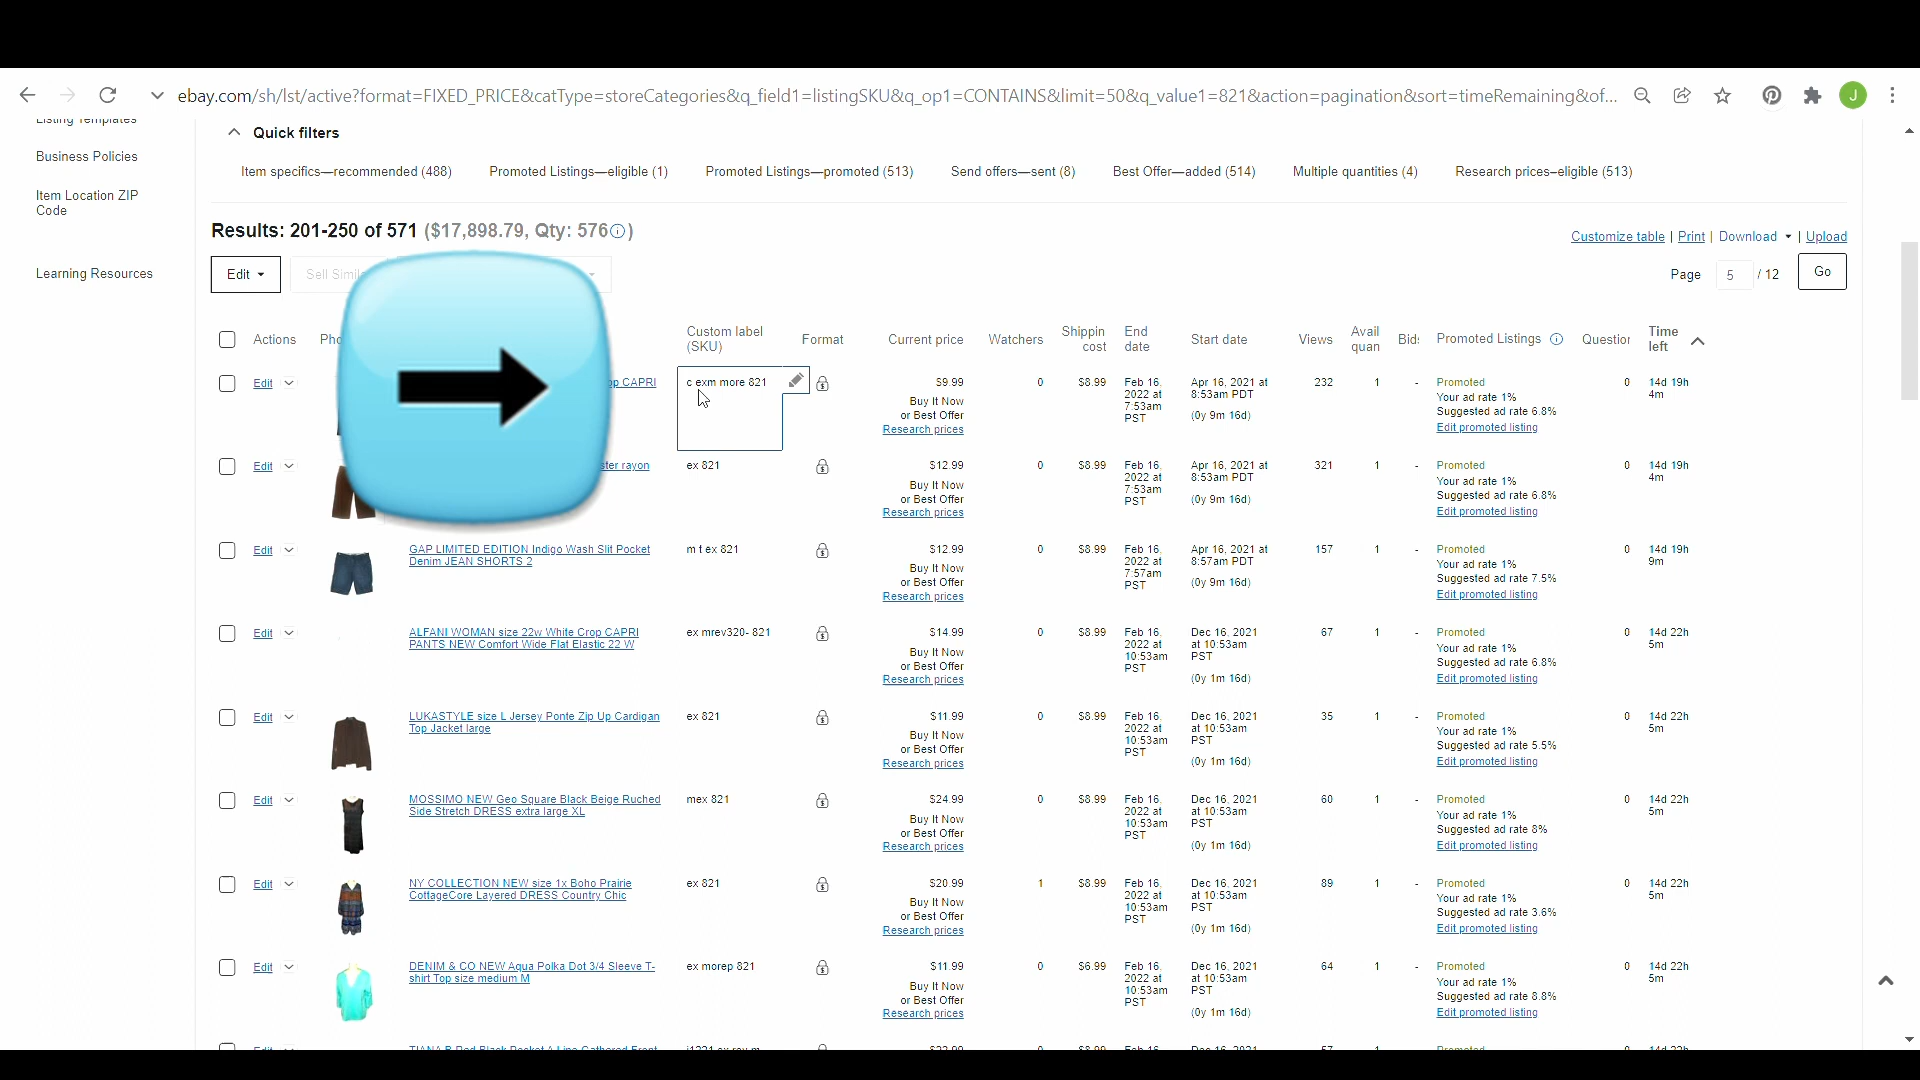 ebay.com/sh/lst/active?format=FIXED_PRICE&catType=storeCategories&q_field1=listingSKU&q_op1=CONTAINS&limit=50&q_value1=821&action=pagination&sort=timeRemaining&of...
J
Listing Templates
Business Policies
Item Location ZIP
Code
Learning Resources
Quick filters
Item specifics—recommended (488) Promoted Listings—eligible (1) Promoted Listings—promoted (513) Send offers—sent (8) Best Offer—added (514) Multiple quantities (4) Research prices–eligible (513)
Results: 201-250 of 571 ($17,898.79, Qty: 576)
Customize table | Print | Download | Upload
Edit Sell Simil
Page 5 / 12 Go
Actions Pho Custom label (SKU) Format Current price Watchers Shippin cost End date Start date Views Avail quan Bids Promoted Listings Question Time left
Edit op CAPRI c exm more 821 $9.99 0 $8.99 Feb 16, Apr 16, 2021 at 232 1 - Promoted 0 14d 19h
2022 at 8:53am PDT Your ad rate 1% 4m
Buy It Now 7:53am
or Best Offer PST (0y 9m 16d) Suggested ad rate 6.8%
Research prices Edit promoted listing
Edit ster rayon ex 821 $12.99 0 $8.99 Feb 16, Apr 16, 2021 at 321 1 - Promoted 0 14d 19h
2022 at 8:53am PDT Your ad rate 1% 4m
Buy It Now 7:53am
or Best Offer PST (0y 9m 16d) Suggested ad rate 6.8%
Research prices Edit promoted listing
Edit GAP LIMITED EDITION Indigo Wash Slit Pocket m t ex 821 $12.99 0 $8.99 Feb 16, Apr 16, 2021 at 157 1 - Promoted 0 14d 19h
Denim JEAN SHORTS 2 2022 at 8:57am PDT Your ad rate 1% 9m
Buy It Now 7:57am
or Best Offer PST (0y 9m 16d) Suggested ad rate 7.5%
Research prices Edit promoted listing
Edit ALFANI WOMAN size 22w White Crop CAPRI ex mrev320- 821 $14.99 0 $8.99 Feb 16, Dec 16, 2021 67 1 - Promoted 0 14d 22h
PANTS NEW Comfort Wide Flat Elastic 22 W 2022 at at 10:53am Your ad rate 1% 5m
Buy It Now 10:53am PST
or Best Offer PST (0y 1m 16d) Suggested ad rate 6.8%
Research prices Edit promoted listing
Edit LUKASTYLE size L Jersey Ponte Zip Up Cardigan ex 821 $11.99 0 $8.99 Feb 16, Dec 16, 2021 35 1 - Promoted 0 14d 22h
Top Jacket large 2022 at at 10:53am Your ad rate 1% 5m
Buy It Now 10:53am PST
or Best Offer PST (0y 1m 16d) Suggested ad rate 5.5%
Research prices Edit promoted listing
Edit MOSSIMO NEW Geo Square Black Beige Ruched mex 821 $24.99 0 $8.99 Feb 16, Dec 16, 2021 60 1 - Promoted 0 14d 22h
Side Stretch DRESS extra large XL 2022 at at 10:53am Your ad rate 1% 5m
Buy It Now 10:53am PST
or Best Offer PST (0y 1m 16d) Suggested ad rate 8%
Research prices Edit promoted listing
Edit NY COLLECTION NEW size 1x Boho Prairie ex 821 $20.99 1 $8.99 Feb 16, Dec 16, 2021 89 1 - Promoted 0 14d 22h
CottageCore Layered DRESS Country Chic 2022 at at 10:53am Your ad rate 1% 5m
Buy It Now 10:53am PST
or Best Offer PST (0y 1m 16d) Suggested ad rate 3.6%
Research prices Edit promoted listing
Edit DENIM & CO NEW Aqua Polka Dot 3/4 Sleeve T- ex morep 821 $11.99 0 $6.99 Feb 16, Dec 16, 2021 64 1 - Promoted 0 14d 22h
shirt Top size medium M 2022 at at 10:53am Your ad rate 1% 5m
Buy It Now 10:53am PST
or Best Offer PST (0y 1m 16d) Suggested ad rate 8.8%
Research prices Edit promoted listing